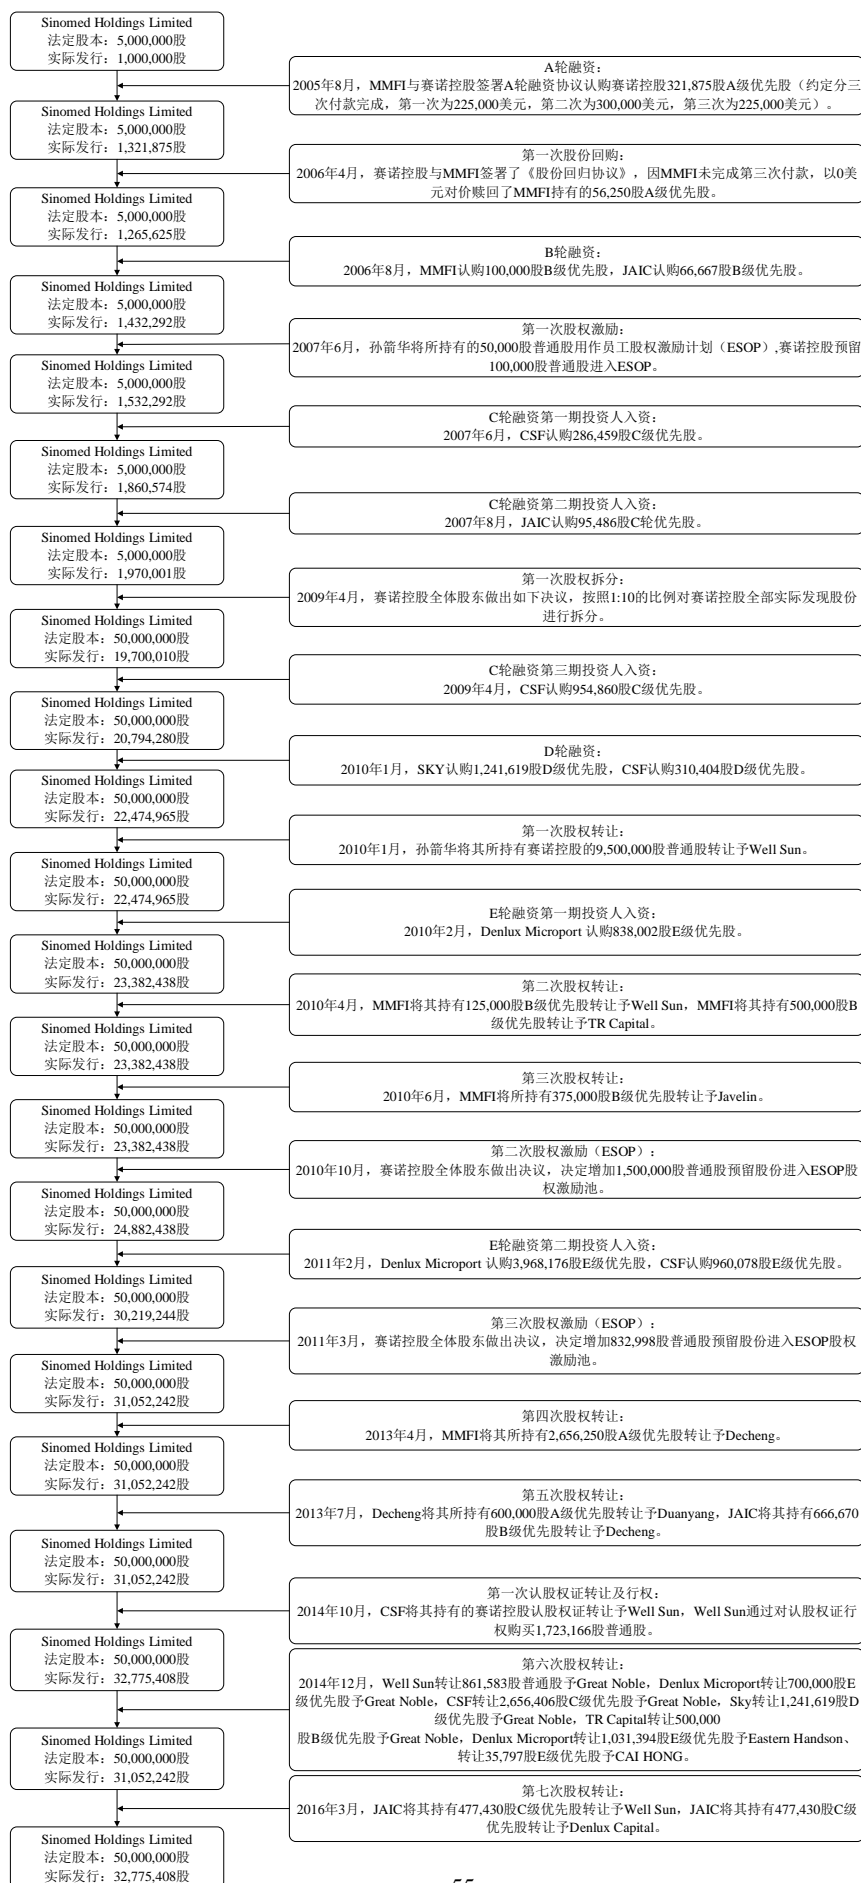 Sinomed Holdings Limited
法定股本：5,000,000股
实际发行：1,000,000股
A轮融资：
2005年8月，MMFI与赛诺控股签署A轮融资协议认购赛诺控股321,875股A级优先股（约定分三
次付款完成，第一次为225,000美元，第二次为300,000美元，第三次为225,000美元）。
Sinomed Holdings Limited
法定股本：5,000,000股
实际发行：1,321,875股
第一次股份回购：
2006年4月，赛诺控股与MMFI签署了《股份回归协议》，因MMFI未完成第三次付款，以0美
元对价赎回了MMFI持有的56,250股A级优先股。
Sinomed Holdings Limited
法定股本：5,000,000股
实际发行：1,265,625股
B轮融资：
2006年8月，MMFI认购100,000股B级优先股，JAIC认购66,667股B级优先股。
Sinomed Holdings Limited
法定股本：5,000,000股
实际发行：1,432,292股
第一次股权激励：
2007年6月，孙箭华将所持有的50,000股普通股用作员工股权激励计划（ESOP）,赛诺控股预留
100,000股普通股进入ESOP。
Sinomed Holdings Limited
法定股本：5,000,000股
实际发行：1,532,292股
C轮融资第一期投资人入资：
2007年6月，CSF认购286,459股C级优先股。
Sinomed Holdings Limited
法定股本：5,000,000股
实际发行：1,860,574股
C轮融资第二期投资人入资：
2007年8月，JAIC认购95,486股C轮优先股。
Sinomed Holdings Limited
法定股本：5,000,000股
实际发行：1,970,001股
第一次股权拆分：
2009年4月，赛诺控股全体股东做出如下决议，按照1:10的比例对赛诺控股全部实际发现股份
进行拆分。
Sinomed Holdings Limited
法定股本：50,000,000股
实际发行：19,700,010股
C轮融资第三期投资人入资：
2009年4月，CSF认购954,860股C级优先股。
Sinomed Holdings Limited
法定股本：50,000,000股
实际发行：20,794,280股
D轮融资：
2010年1月，SKY认购1,241,619股D级优先股，CSF认购310,404股D级优先股。
Sinomed Holdings Limited
法定股本：50,000,000股
实际发行：22,474,965股
第一次股权转让：
2010年1月，孙箭华将其所持有赛诺控股的9,500,000股普通股转让予Well Sun。
Sinomed Holdings Limited
法定股本：50,000,000股
实际发行：22,474,965股
E轮融资第一期投资人入资：
2010年2月，Denlux Microport 认购838,002股E级优先股。
Sinomed Holdings Limited
法定股本：50,000,000股
实际发行：23,382,438股
第二次股权转让：
2010年4月，MMFI将其持有125,000股B级优先股转让予Well Sun，MMFI将其持有500,000股B
级优先股转让予TR Capital。
Sinomed Holdings Limited
法定股本：50,000,000股
实际发行：23,382,438股
第三次股权转让：
2010年6月，MMFI将所持有375,000股B级优先股转让予Javelin。
Sinomed Holdings Limited
法定股本：50,000,000股
实际发行：23,382,438股
第二次股权激励（ESOP）：
2010年10月，赛诺控股全体股东做出决议，决定增加1,500,000股普通股预留股份进入ESOP股
权激励池。
Sinomed Holdings Limited
法定股本：50,000,000股
实际发行：24,882,438股
E轮融资第二期投资人入资：
2011年2月，Denlux Microport 认购3,968,176股E级优先股，CSF认购960,078股E级优先股。
Sinomed Holdings Limited
法定股本：50,000,000股
实际发行：30,219,244股
第三次股权激励（ESOP）：
2011年3月，赛诺控股全体股东做出决议，决定增加832,998股普通股预留股份进入ESOP股权
激励池。
Sinomed Holdings Limited
法定股本：50,000,000股
实际发行：31,052,242股
第四次股权转让：
2013年4月，MMFI将其所持有2,656,250股A级优先股转让予Decheng。
Sinomed Holdings Limited
法定股本：50,000,000股
实际发行：31,052,242股
第五次股权转让：
2013年7月，Decheng将其所持有600,000股A级优先股转让予Duanyang，JAIC将其持有666,670
股B级优先股转让予Decheng。
Sinomed Holdings Limited
法定股本：50,000,000股
实际发行：31,052,242股
第一次认股权证转让及行权：
2014年10月，CSF将其持有的赛诺控股认股权证转让予Well Sun，Well Sun通过对认股权证行
权购买1,723,166股普通股。
Sinomed Holdings Limited
法定股本：50,000,000股
实际发行：32,775,408股
第六次股权转让：
2014年12月，Well Sun转让861,583股普通股予Great Noble，Denlux Microport转让700,000股E
级优先股予Great Noble，CSF转让2,656,406股C级优先股予Great Noble，Sky转让1,241,619股D
级优先股予Great Noble，TR Capital转让500,000
股B级优先股予Great Noble，Denlux Microport转让1,031,394股E级优先股予Eastern Handson、
转让35,797股E级优先股予CAI HONG。
Sinomed Holdings Limited
法定股本：50,000,000股
实际发行：31,052,242股
第七次股权转让：
2016年3月，JAIC将其持有477,430股C级优先股转让予Well Sun，JAIC将其持有477,430股C级
优先股转让予Denlux Capital。
Sinomed Holdings Limited
法定股本：50,000,000股
实际发行：32,775,408股